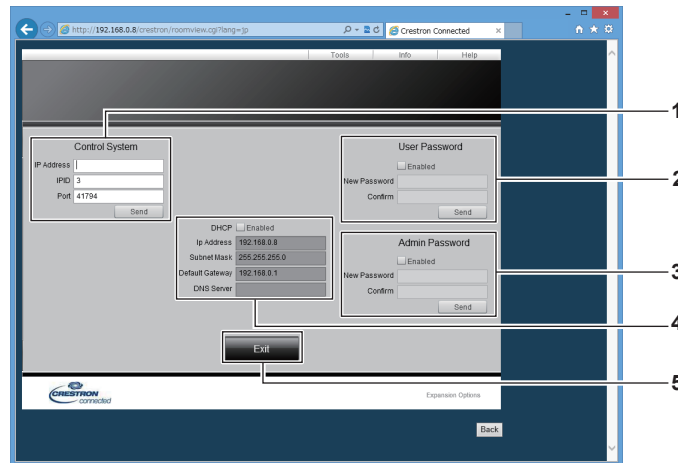 http://192.168.0.8/crestron/roomview.cgi?lang=jp
Crestron Connected
Tools Info Help
1
Control System
IP Address
IPID 3
Port 41794
Send
User Password
Enabled
New Password
Confirm
Send
2
DHCP Enabled
Ip Address 192.168.0.8
Subnet Mask 255.255.255.0
Default Gateway 192.168.0.1
DNS Server
Admin Password
Enabled
New Password
Confirm
Send
3
4
Exit
5
CRESTRON
connected
Expansion Options
Back